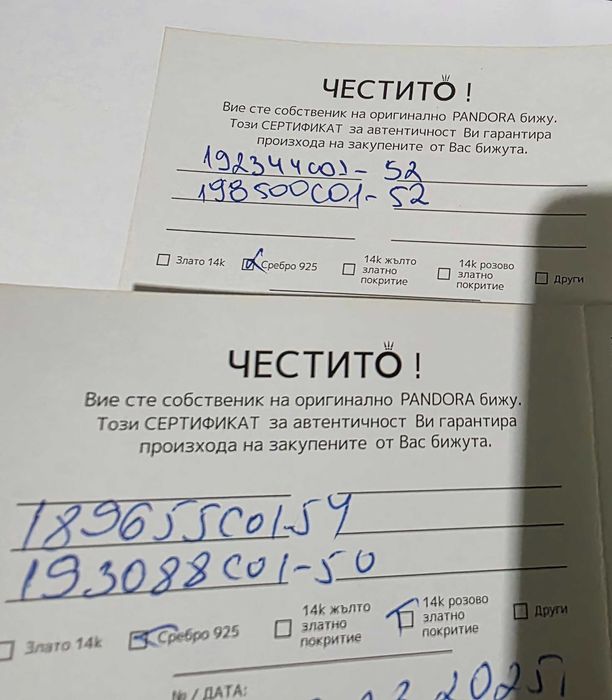 ЧЕСТИТО !
Вие сте собственик на оригинално PANDORA бижу.
Този СЕРТИФИКАТ за автентичност Ви гарантира
произхода на закупените от Вас бижута.
192344C01- 52
198500C01-52
Злато 14k
Сребро 925
14k жълто
златно
покритие
14k розово
златно
покритие
Други
ЧЕСТИТО !
Вие сте собственик на оригинално PANDORA бижу.
Този СЕРТИФИКАТ за автентичност Ви гарантира
произхода на закупените от Вас бижута.
189655C01-54
193088C01-50
Злато 14k
Сребро 925
14k жълто
златно
покритие
14k розово
златно
покритие
Други
№ / ДАТА:
2025